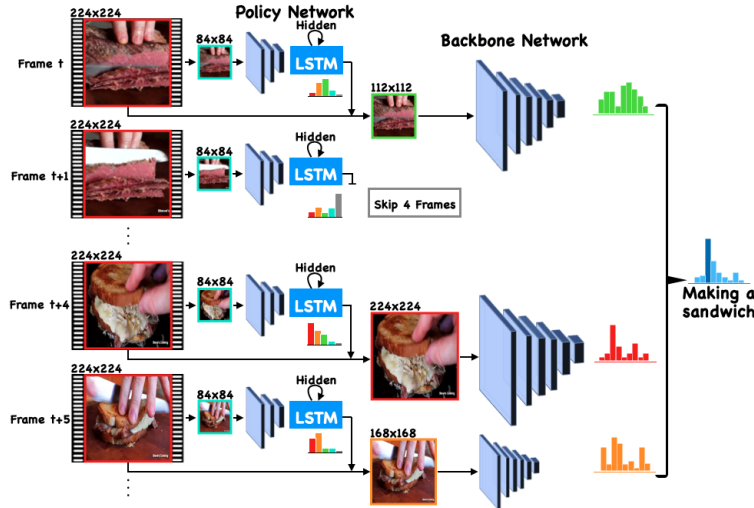 Policy Network
Backbone Network
224x224
84x84
Hidden
Frame t
LSTM
112x112
224x224
84x84
Hidden
Frame t+1
LSTM
Skip 4 Frames
224x224
84x84
Hidden
Frame t+4
LSTM
224x224
Making a
sandwich
224x224
84x84
Hidden
Frame t+5
LSTM
168x168